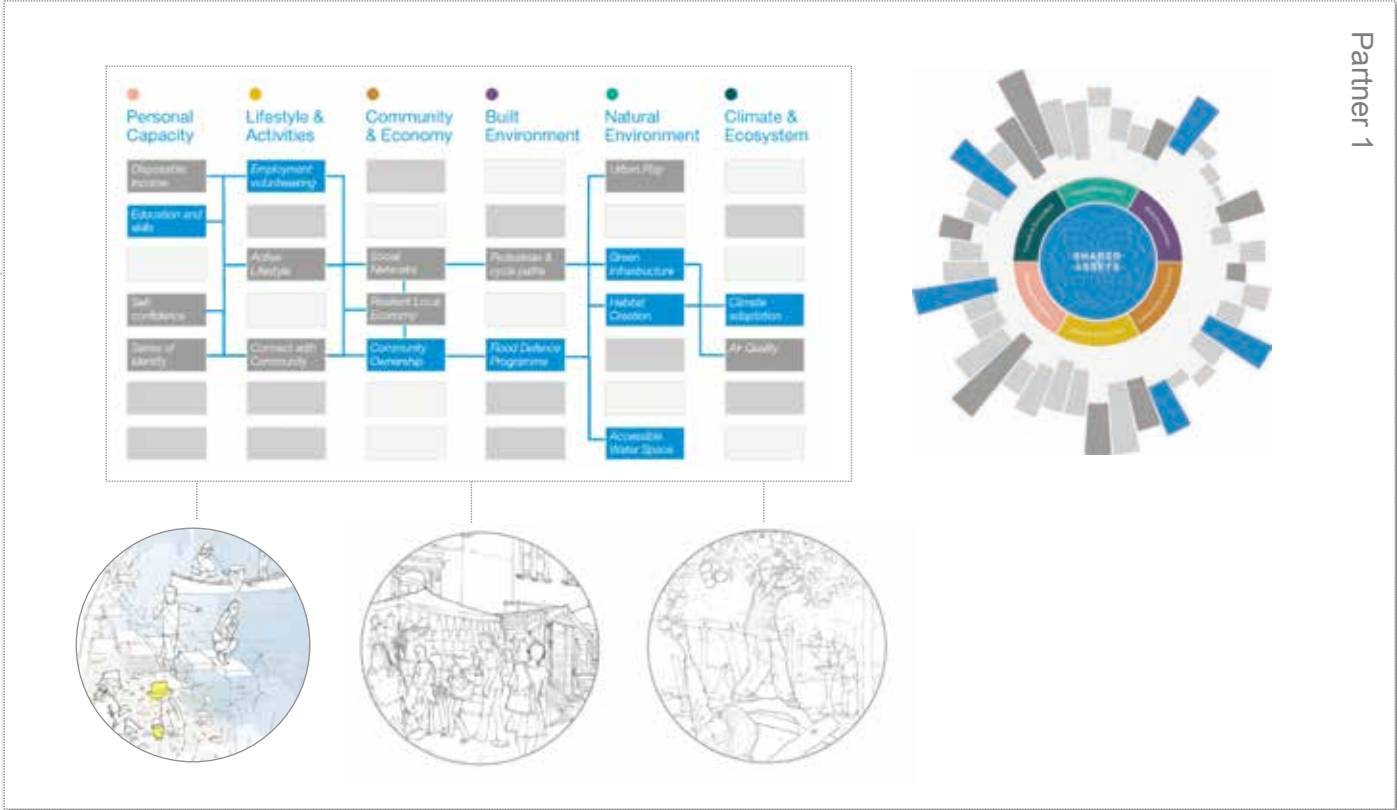 Partner 1
Personal
Capacity
Lifestyle &
Activities
Community
& Economy
Built
Environment
Natural
Environment
Climate &
Ecosystem
Disposable
Income
Employment
volunteering
Urban Play
Education and
skills
Active
Lifestyle
Social
Networks
Pedestrian &
cycle paths
Green
Infrastructure
Self
confidence
Resilient Local
Economy
Habitat
Creation
Climate
adaptation
Sense of
Identity
Connect with
Community
Community
Ownership
Flood Defence
Programme
Air Quality
Accessible
Water Space
SHARED
ASSETS